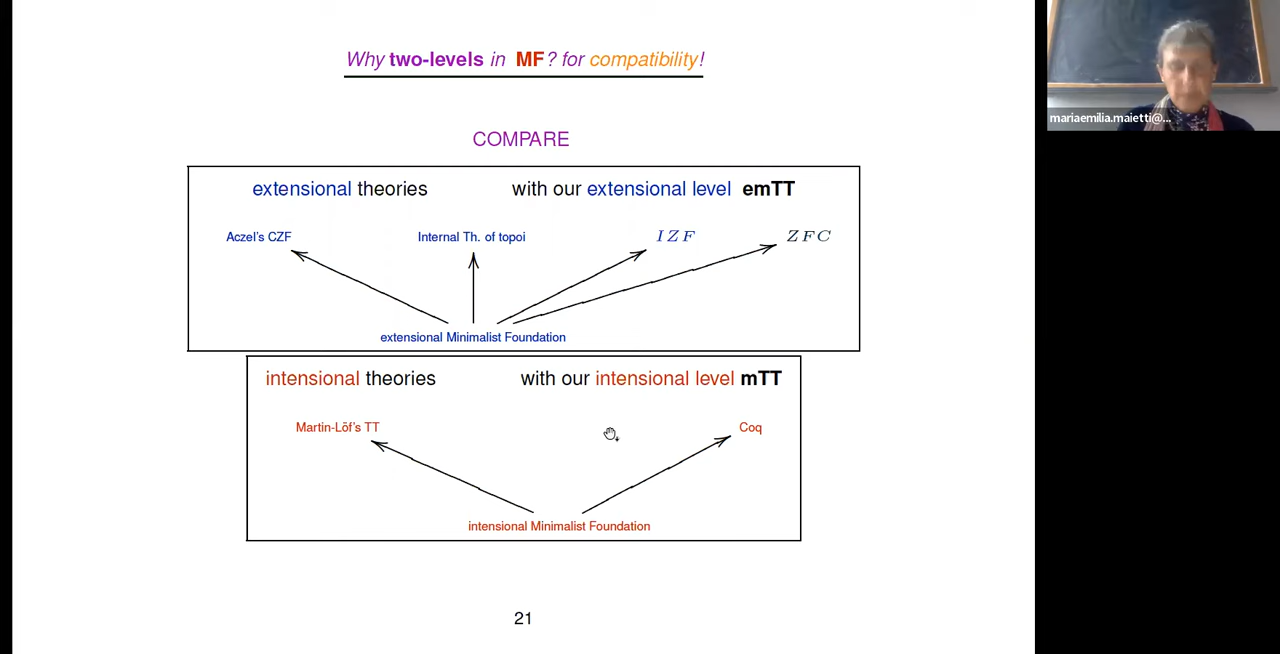 Why two-levels in MF? for compatibility!
mariaemilia.maietti@...
COMPARE
extensional theories with our extensional level emTT
Aczel's CZF Internal Th. of topoi IZF ZFC
extensional Minimalist Foundation
intensional theories with our intensional level mTT
Martin-Löf's TT Coq
intensional Minimalist Foundation
21